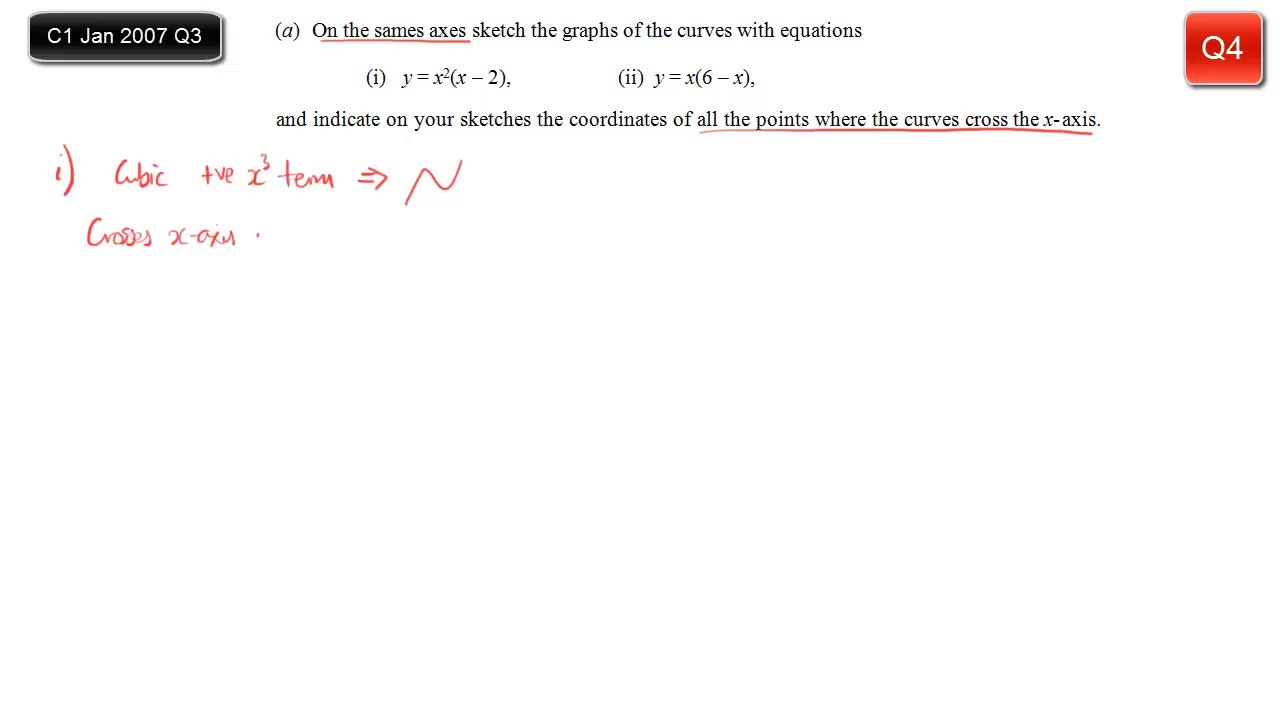 C1 Jan 2007 Q3
(a) On the sames axes sketch the graphs of the curves with equations
Q4
(i) y = x²(x – 2), (ii) y = x(6 – x),
and indicate on your sketches the coordinates of all the points where the curves cross the x-axis.
i) Cubic +ve x³ term ⇒
Crosses x-axis